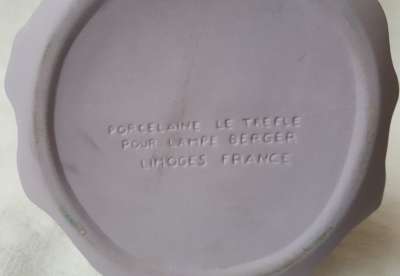 PORCELAINE LE TREFLE
POUR LAMPE BERGER
LIMOGES FRANCE